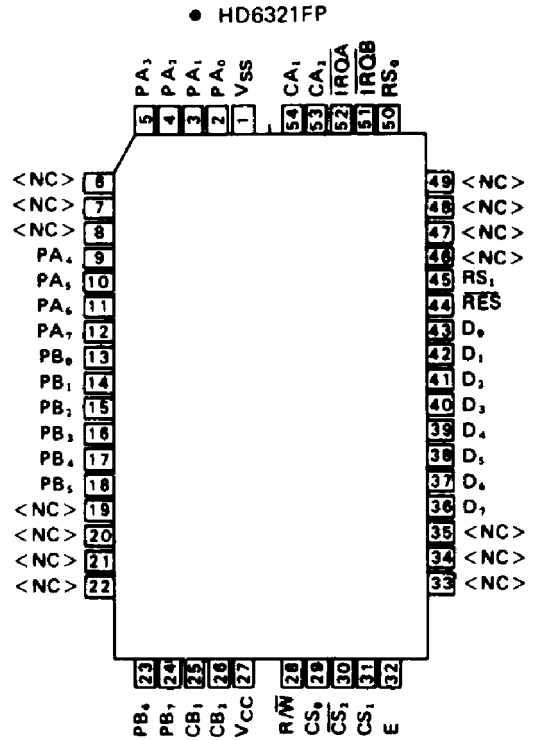 ● HD6321FP
PA₃ PA₂ PA₁ PA₀ VSS CA₁ CA₂ I̅R̅Q̅A̅ I̅R̅Q̅B̅ RS₀
5 4 3 2 1 54 53 52 51 50
<NC> 6
<NC> 7
<NC> 8
PA₄ 9
PA₅ 10
PA₆ 11
PA₇ 12
PB₀ 13
PB₁ 14
PB₂ 15
PB₃ 16
PB₄ 17
PB₅ 18
<NC> 19
<NC> 20
<NC> 21
<NC> 22
49 <NC>
48 <NC>
47 <NC>
46 <NC>
45 RS₁
44 R̅E̅S̅
43 D₀
42 D₁
41 D₂
40 D₃
39 D₄
38 D₅
37 D₆
36 D₇
35 <NC>
34 <NC>
33 <NC>
23 24 25 26 27 28 29 30 31 32
PB₆ PB₇ CB₁ CB₂ VCC R/W̅ CS₀ C̅S̅₂ CS₁ E